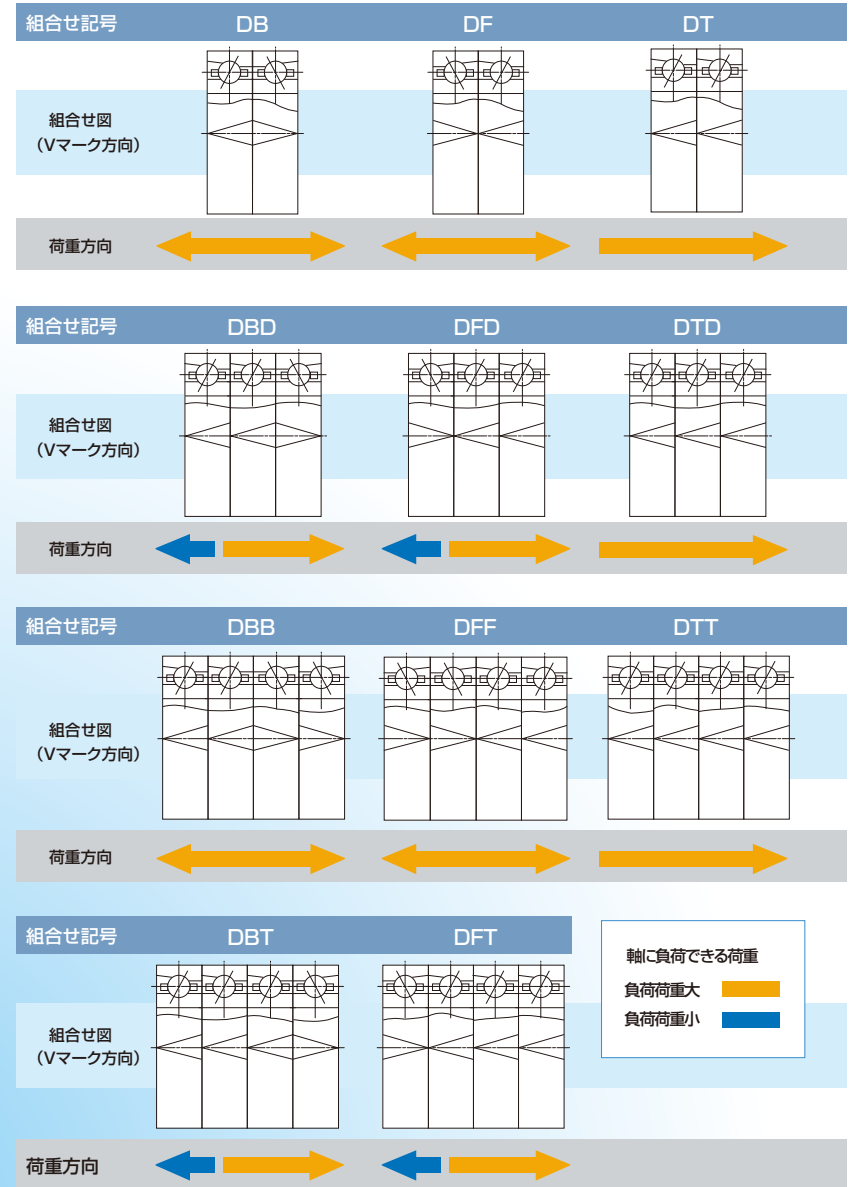 組合せ記号 DB DF DT
組合せ図
（Vマーク方向）
荷重方向
組合せ記号 DBD DFD DTD
組合せ図
（Vマーク方向）
荷重方向
組合せ記号 DBB DFF DTT
組合せ図
（Vマーク方向）
荷重方向
組合せ記号 DBT DFT
組合せ図
（Vマーク方向）
荷重方向
軸に負荷できる荷重
負荷荷重大
負荷荷重小